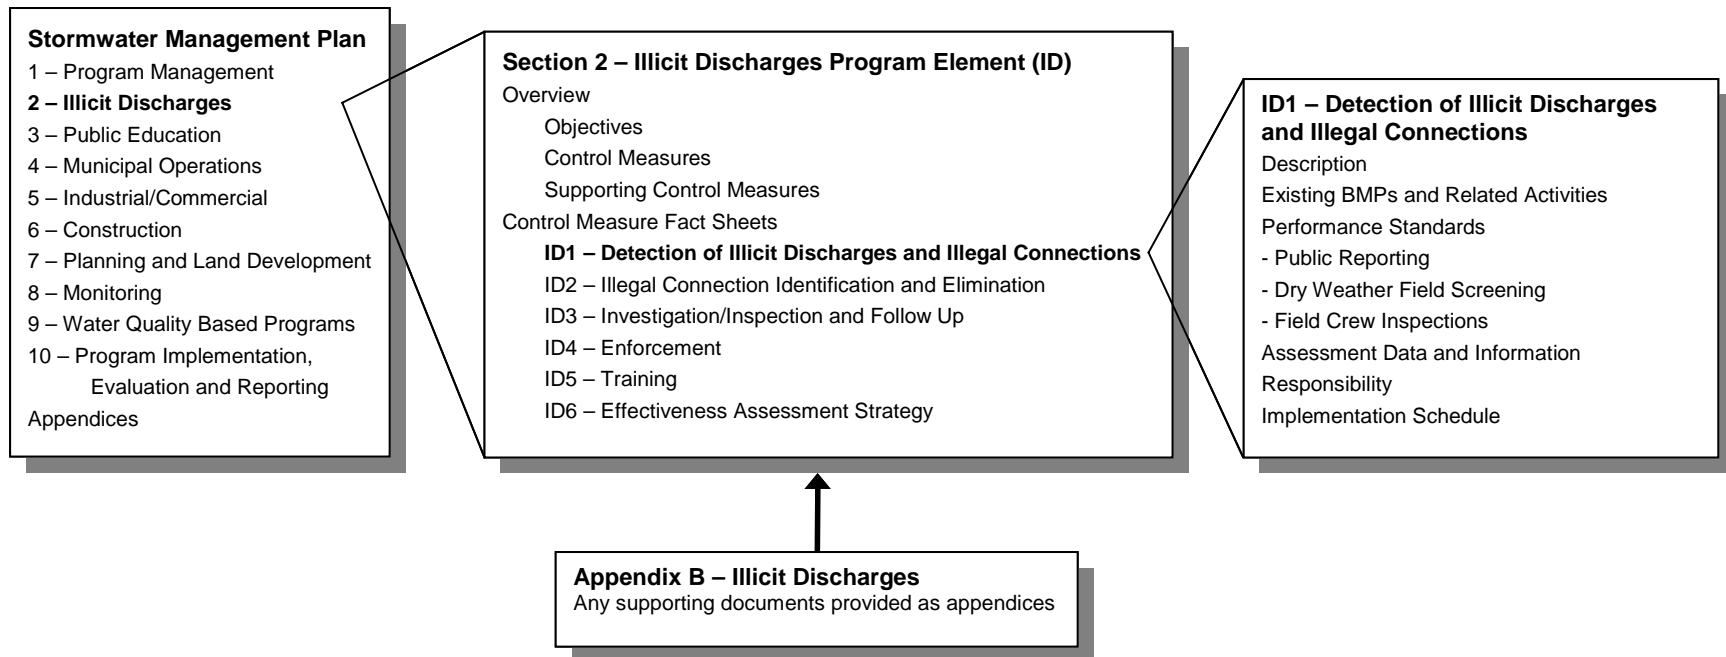 Stormwater Management Plan
1 – Program Management
2 – Illicit Discharges
3 – Public Education
4 – Municipal Operations
5 – Industrial/Commercial
6 – Construction
7 – Planning and Land Development
8 – Monitoring
9 – Water Quality Based Programs
10 – Program Implementation,
Evaluation and Reporting
Appendices
Section 2 – Illicit Discharges Program Element (ID)
Overview
Objectives
Control Measures
Supporting Control Measures
Control Measure Fact Sheets
ID1 – Detection of Illicit Discharges and Illegal Connections
ID2 – Illegal Connection Identification and Elimination
ID3 – Investigation/Inspection and Follow Up
ID4 – Enforcement
ID5 – Training
ID6 – Effectiveness Assessment Strategy
ID1 – Detection of Illicit Discharges
and Illegal Connections
Description
Existing BMPs and Related Activities
Performance Standards
- Public Reporting
- Dry Weather Field Screening
- Field Crew Inspections
Assessment Data and Information
Responsibility
Implementation Schedule
Appendix B – Illicit Discharges
Any supporting documents provided as appendices